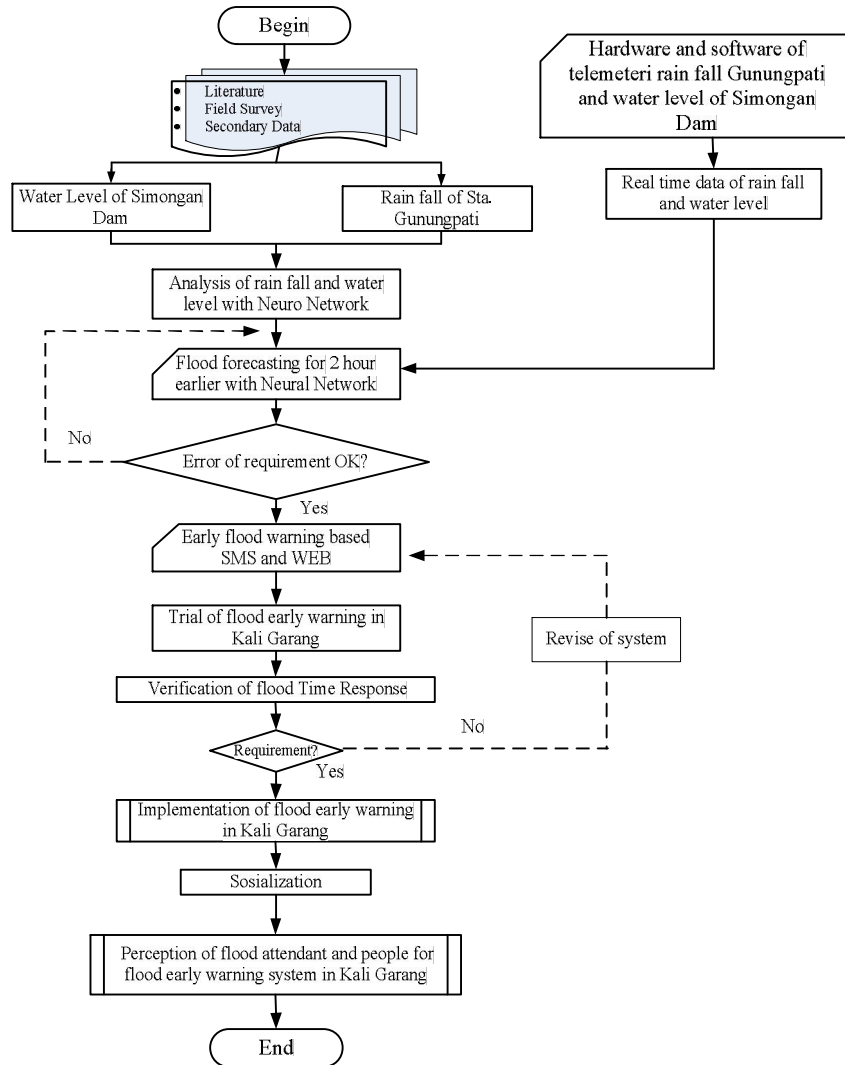 Begin
• Literature
• Field Survey
• Secondary Data
Hardware and software of
telemeteri rain fall Gunungpati
and water level of Simongan
Dam
Water Level of Simongan
Dam
Rain fall of Sta.
Gunungpati
Real time data of rain fall
and water level
Analysis of rain fall and water
level with Neuro Network
Flood forecasting for 2 hour
earlier with Neural Network
No
Error of requirement OK?
Yes
Early flood warning based
SMS and WEB
Trial of flood early warning in
Kali Garang
Revise of system
Verification of flood Time Response
No
Requirement?
Yes
Implementation of flood early warning
in Kali Garang
Sosialization
Perception of flood attendant and people for
flood early warning system in Kali Garang
End